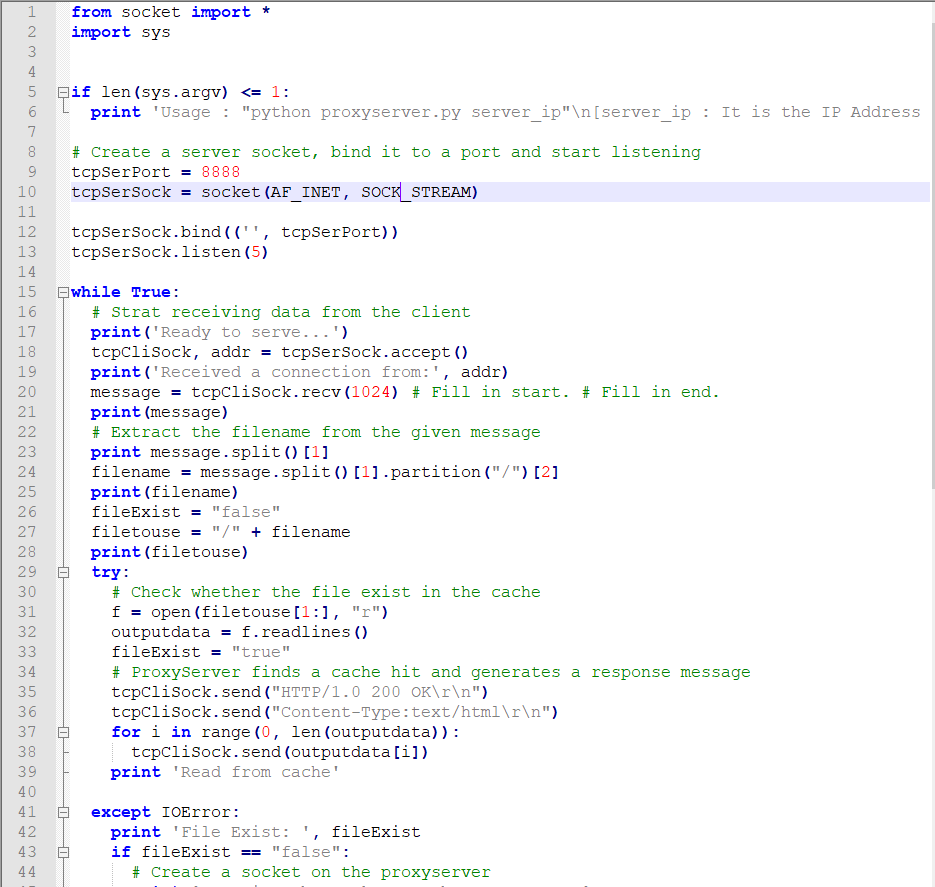 1 from socket import *
2 import sys
3
4
5 if len(sys.argv) <= 1:
6 print 'Usage : "python proxyserver.py server_ip"\n[server_ip : It is the IP Address
7
8 # Create a server socket, bind it to a port and start listening
9 tcpSerPort = 8888
10 tcpSerSock = socket(AF_INET, SOCK_STREAM)
11
12 tcpSerSock.bind(('', tcpSerPort))
13 tcpSerSock.listen(5)
14
15 while True:
16 # Strat receiving data from the client
17 print('Ready to serve...')
18 tcpCliSock, addr = tcpSerSock.accept()
19 print('Received a connection from:', addr)
20 message = tcpCliSock.recv(1024) # Fill in start. # Fill in end.
21 print(message)
22 # Extract the filename from the given message
23 print message.split()[1]
24 filename = message.split()[1].partition("/")[2]
25 print(filename)
26 fileExist = "false"
27 filetouse = "/" + filename
28 print(filetouse)
29 try:
30 # Check whether the file exist in the cache
31 f = open(filetouse[1:], "r")
32 outputdata = f.readlines()
33 fileExist = "true"
34 # ProxyServer finds a cache hit and generates a response message
35 tcpCliSock.send("HTTP/1.0 200 OK\r\n")
36 tcpCliSock.send("Content-Type:text/html\r\n")
37 for i in range(0, len(outputdata)):
38 tcpCliSock.send(outputdata[i])
39 print 'Read from cache'
40
41 except IOError:
42 print 'File Exist: ', fileExist
43 if fileExist == "false":
44 # Create a socket on the proxyserver